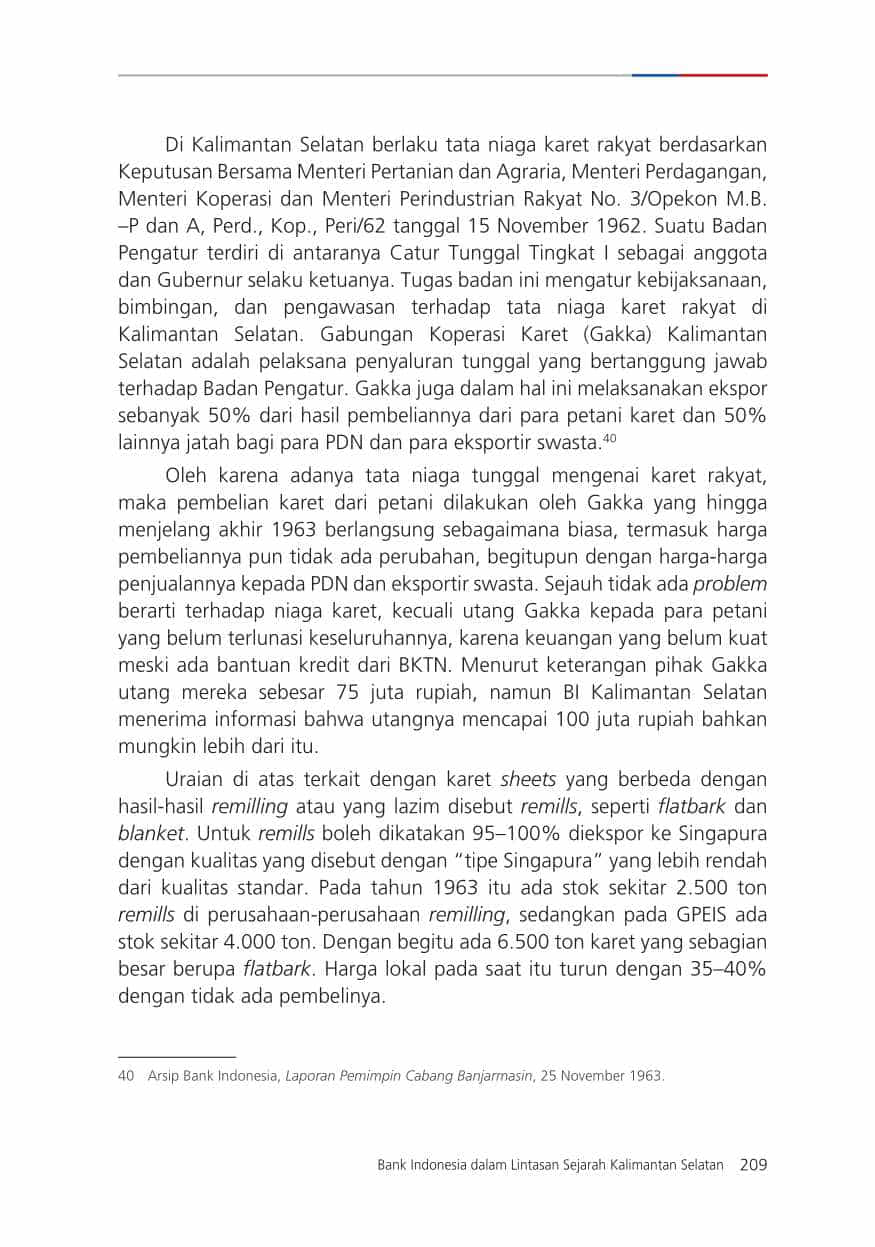 Di Kalimantan Selatan berlaku tata niaga karet rakyat berdasarkan
Keputusan Bersama Menteri Pertanian dan Agraria, Menteri Perdagangan,
Menteri Koperasi dan Menteri Perindustrian Rakyat No. 3/Opekon M.B.
–P dan A, Perd., Kop., Peri/62 tanggal 15 November 1962. Suatu Badan
Pengatur terdiri di antaranya Catur Tunggal Tingkat I sebagai anggota
dan Gubernur selaku ketuanya. Tugas badan ini mengatur kebijaksanaan,
bimbingan, dan pengawasan terhadap tata niaga karet rakyat di
Kalimantan Selatan. Gabungan Koperasi Karet (Gakka) Kalimantan
Selatan adalah pelaksana penyaluran tunggal yang bertanggung jawab
terhadap Badan Pengatur. Gakka juga dalam hal ini melaksanakan ekspor
sebanyak 50% dari hasil pembeliannya dari para petani karet dan 50%
lainnya jatah bagi para PDN dan para eksportir swasta.40
Oleh karena adanya tata niaga tunggal mengenai karet rakyat,
maka pembelian karet dari petani dilakukan oleh Gakka yang hingga
menjelang akhir 1963 berlangsung sebagaimana biasa, termasuk harga
pembeliannya pun tidak ada perubahan, begitupun dengan harga-harga
penjualannya kepada PDN dan eksportir swasta. Sejauh tidak ada problem
berarti terhadap niaga karet, kecuali utang Gakka kepada para petani
yang belum terlunasi keseluruhannya, karena keuangan yang belum kuat
meski ada bantuan kredit dari BKTN. Menurut keterangan pihak Gakka
utang mereka sebesar 75 juta rupiah, namun BI Kalimantan Selatan
menerima informasi bahwa utangnya mencapai 100 juta rupiah bahkan
mungkin lebih dari itu.
Uraian di atas terkait dengan karet sheets yang berbeda dengan
hasil-hasil remilling atau yang lazim disebut remills, seperti flatbark dan
blanket. Untuk remills boleh dikatakan 95–100% diekspor ke Singapura
dengan kualitas yang disebut dengan “tipe Singapura” yang lebih rendah
dari kualitas standar. Pada tahun 1963 itu ada stok sekitar 2.500 ton
remills di perusahaan-perusahaan remilling, sedangkan pada GPEIS ada
stok sekitar 4.000 ton. Dengan begitu ada 6.500 ton karet yang sebagian
besar berupa flatbark. Harga lokal pada saat itu turun dengan 35–40%
dengan tidak ada pembelinya.
40 Arsip Bank Indonesia, Laporan Pemimpin Cabang Banjarmasin, 25 November 1963.
Bank Indonesia dalam Lintasan Sejarah Kalimantan Selatan 209